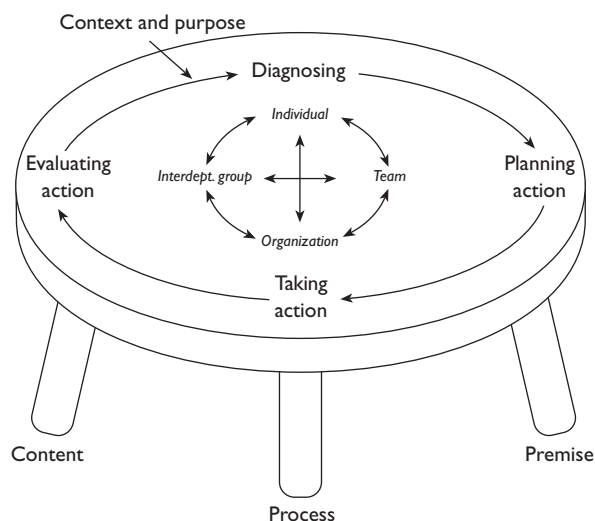 Context and purpose
Diagnosing
Individual
Evaluating
action
Interdept. group
Team
Planning
action
Organization
Taking
action
Content
Premise
Process